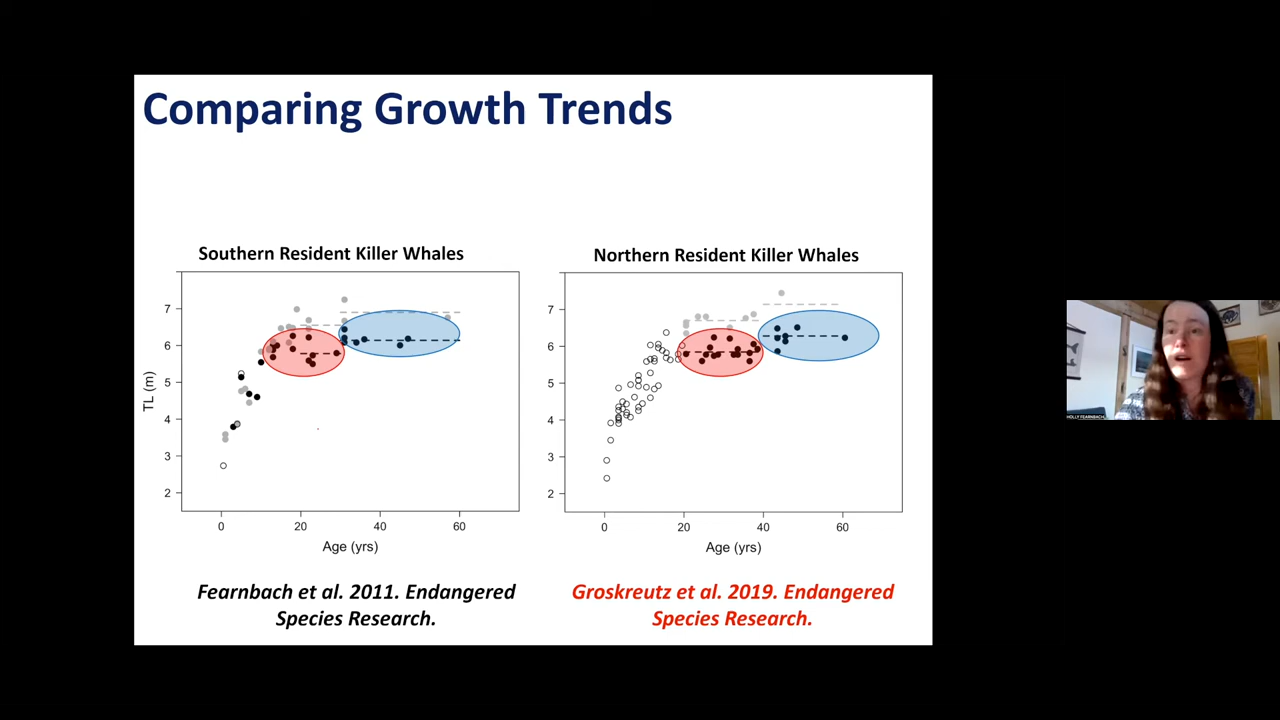 Comparing Growth Trends
Southern Resident Killer Whales
Northern Resident Killer Whales
7
6
5
4
3
2
TL (m)
0 20 40 60
Age (yrs)
7
6
5
4
3
2
0 20 40 60
Age (yrs)
Fearnbach et al. 2011. Endangered
Species Research.
Groskreutz et al. 2019. Endangered
Species Research.
HOLLY FEARNBACH